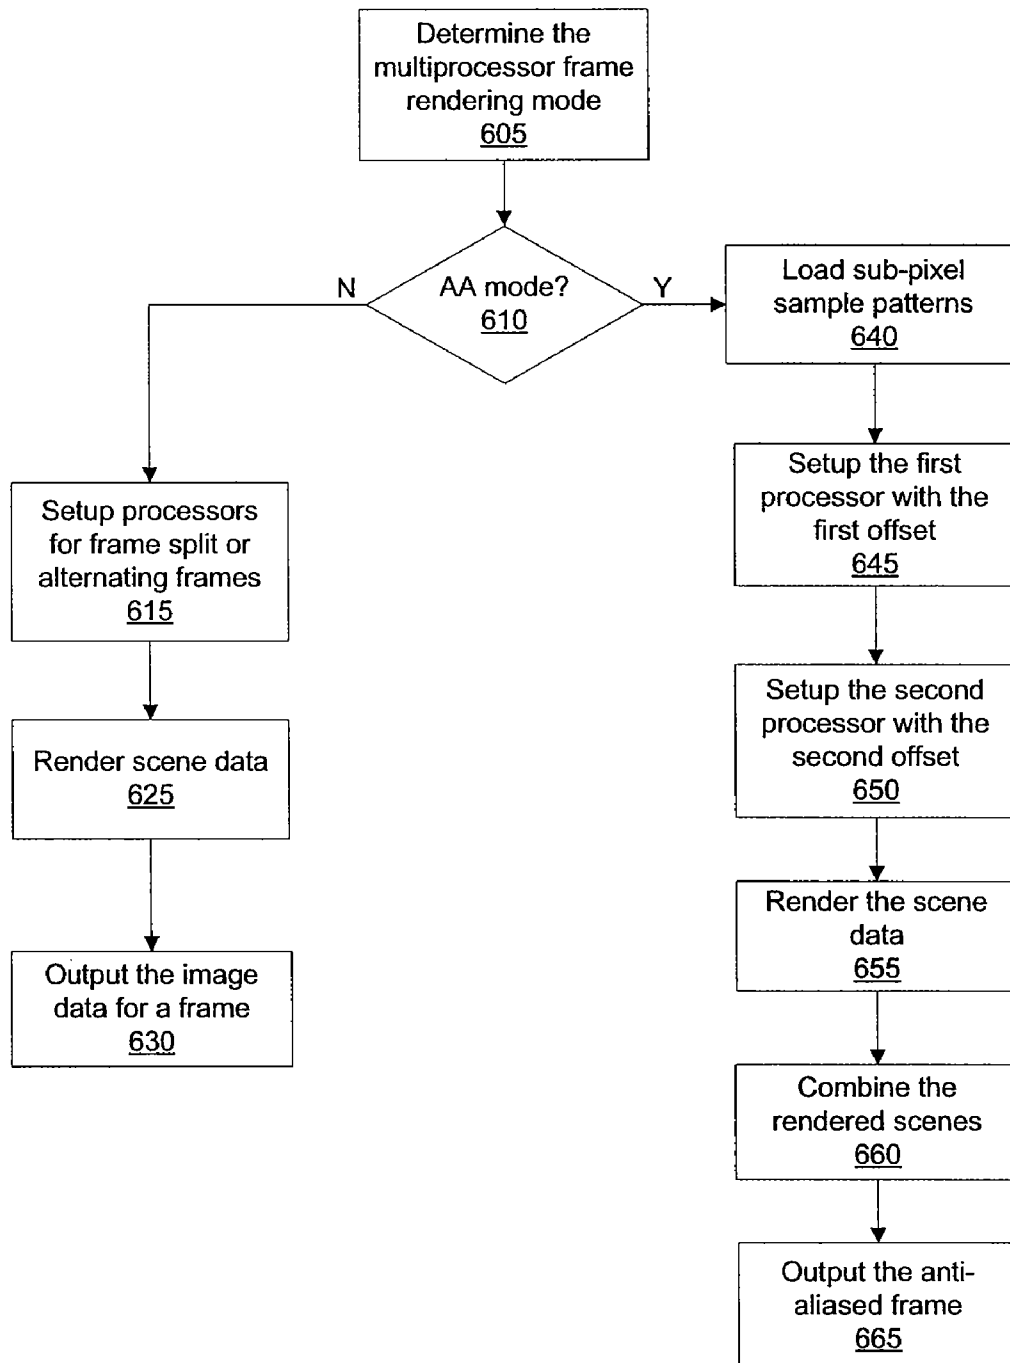 Determine the
multiprocessor frame
rendering mode
605
N
AA mode?
610
Y
Load sub-pixel
sample patterns
640
Setup processors
for frame split or
alternating frames
615
Setup the first
processor with the
first offset
645
Render scene data
625
Setup the second
processor with the
second offset
650
Output the image
data for a frame
630
Render the scene
data
655
Combine the
rendered scenes
660
Output the anti-
aliased frame
665